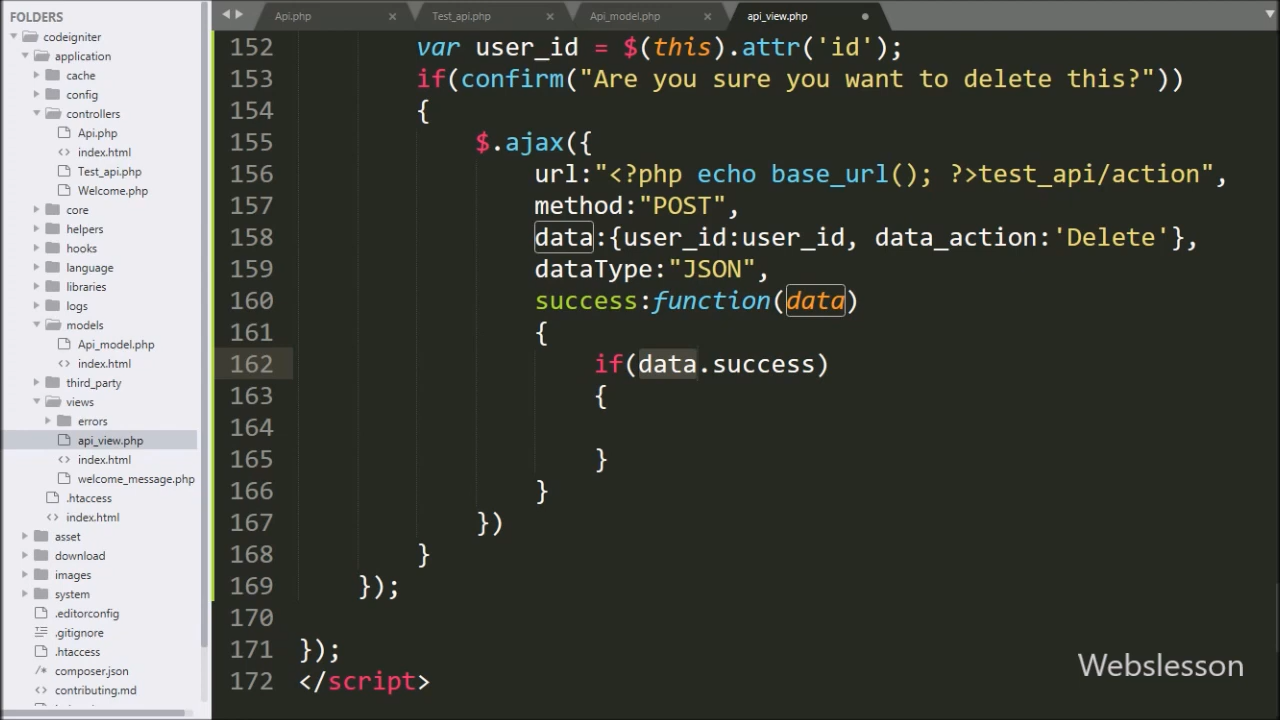 FOLDERS
codeigniter
application
cache
config
controllers
Api.php
index.html
Test_api.php
Welcome.php
core
helpers
hooks
language
libraries
logs
models
Api_model.php
index.html
third_party
views
errors
api_view.php
index.html
welcome_message.php
.htaccess
index.html
asset
download
images
system
.editorconfig
.gitignore
.htaccess
composer.json
contributing.md
Api.php
Test_api.php
Api_model.php
api_view.php
152 var user_id = $(this).attr('id');
153 if(confirm("Are you sure you want to delete this?"))
154 {
155 $.ajax({
156 url:"<?php echo base_url(); ?>test_api/action",
157 method:"POST",
158 data:{user_id:user_id, data_action:'Delete'},
159 dataType:"JSON",
160 success:function(data)
161 {
162 if(data.success)
163 {
164
165 }
166 }
167 })
168 }
169 });
170
171 });
172 </script>
Webslesson